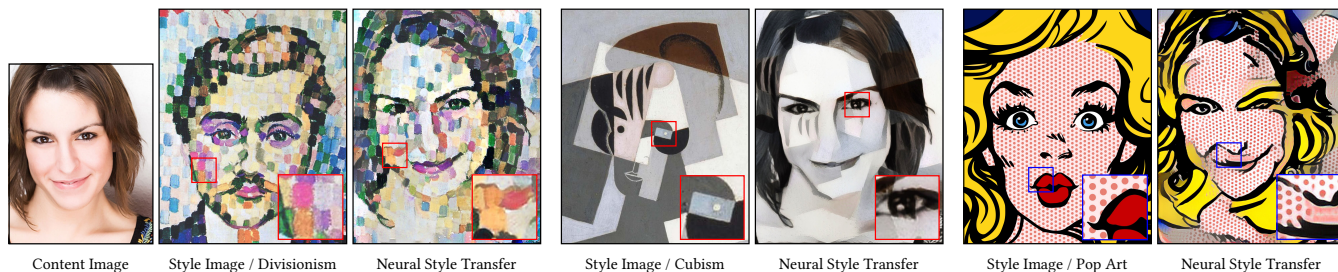 Content Image
Style Image / Divisionism
Neural Style Transfer
Style Image / Cubism
Neural Style Transfer
Style Image / Pop Art
Neural Style Transfer